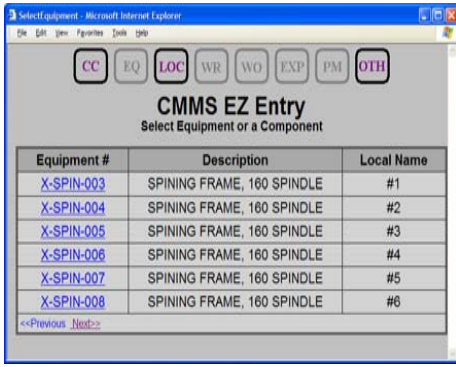 SelectEquipment - Microsoft Internet Explorer
File Edit View Favorites Tools Help
CC EQ LOC WR WO EXP PM OTH
CMMS EZ Entry
Select Equipment or a Component
Equipment # Description Local Name
X-SPIN-003 SPINING FRAME, 160 SPINDLE #1
X-SPIN-004 SPINING FRAME, 160 SPINDLE #2
X-SPIN-005 SPINING FRAME, 160 SPINDLE #3
X-SPIN-006 SPINING FRAME, 160 SPINDLE #4
X-SPIN-007 SPINING FRAME, 160 SPINDLE #5
X-SPIN-008 SPINING FRAME, 160 SPINDLE #6
<<Previous Next>>